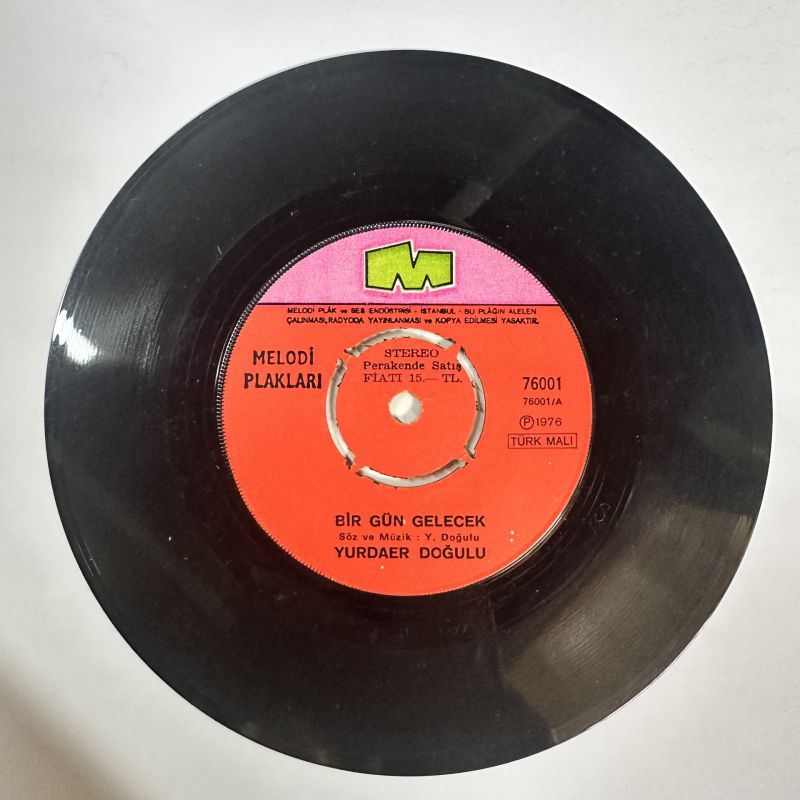 M
MELODİ PLÂK ve SES ENDÜSTRİSİ - İSTANBUL - BU PLÂĞIN ALELEN
ÇALINMASI, RADYODA YAYINLANMASI ve KOPYA EDİLMESİ YASAKTIR.
MELODİ
PLAKLARI
STEREO
Perakende Satış
FİATI 15.— TL.
76001
76001/A
Ⓟ1976
TÜRK MALI
BİR GÜN GELECEK
Söz ve Müzik : Y. Doğulu
YURDAER DOĞULU